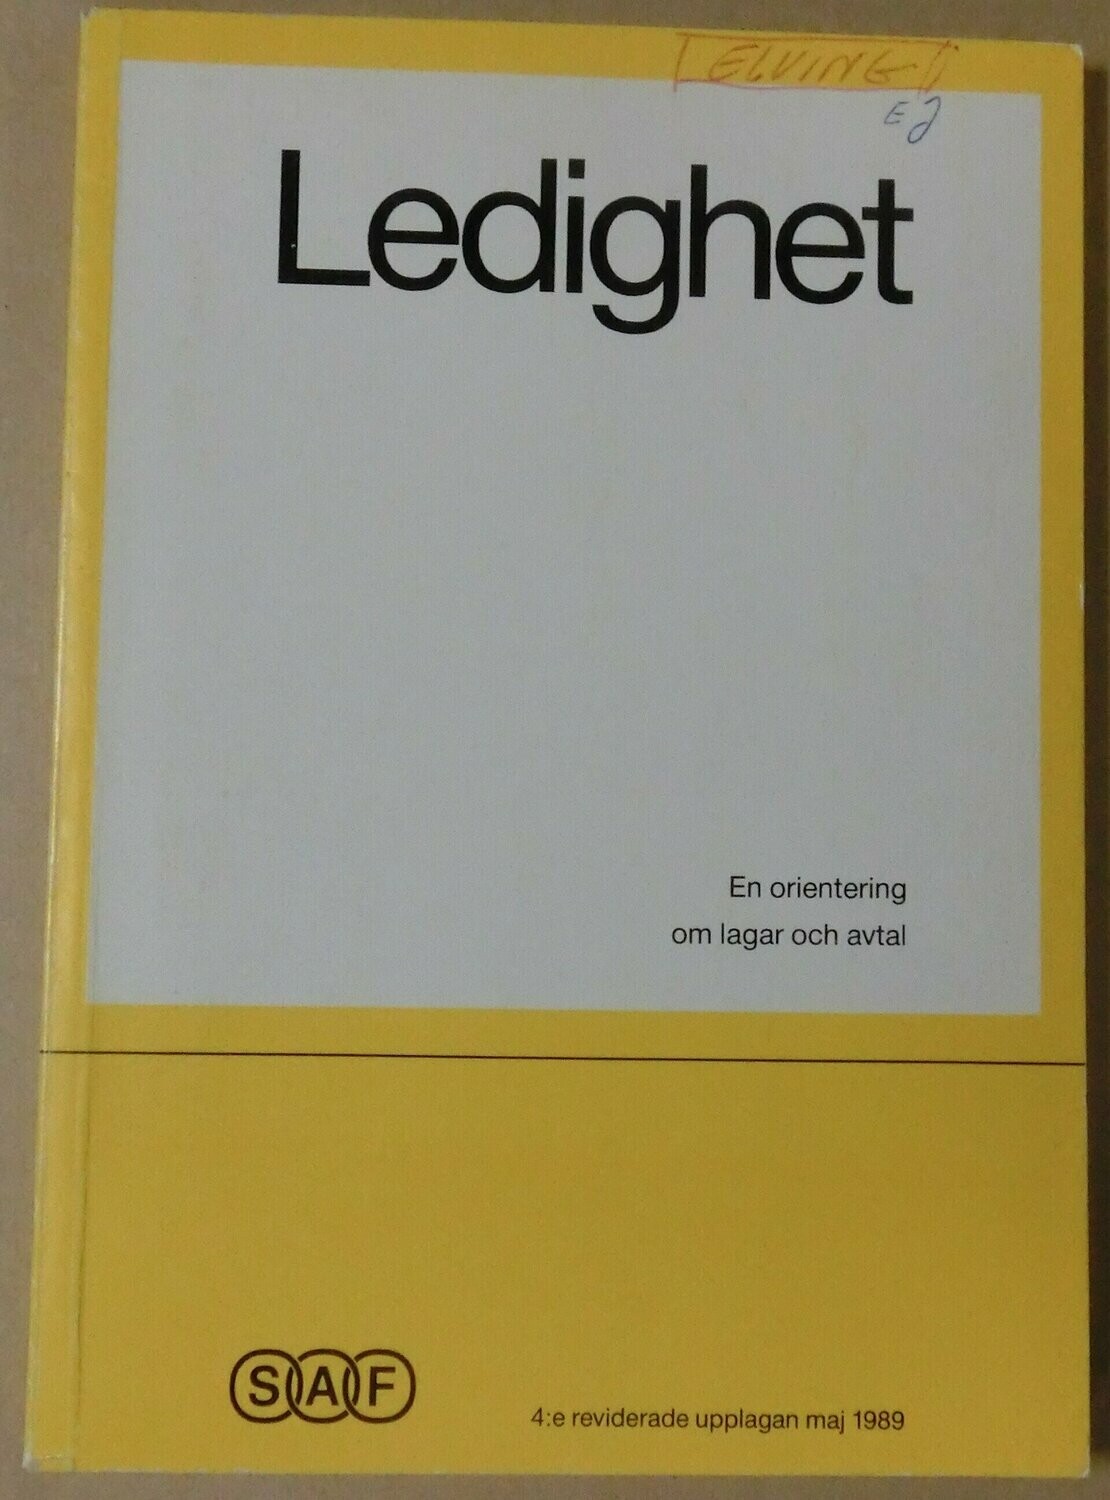 ELVING
Ledighet
En orientering
om lagar och avtal
SAF
4:e reviderade upplagan maj 1989